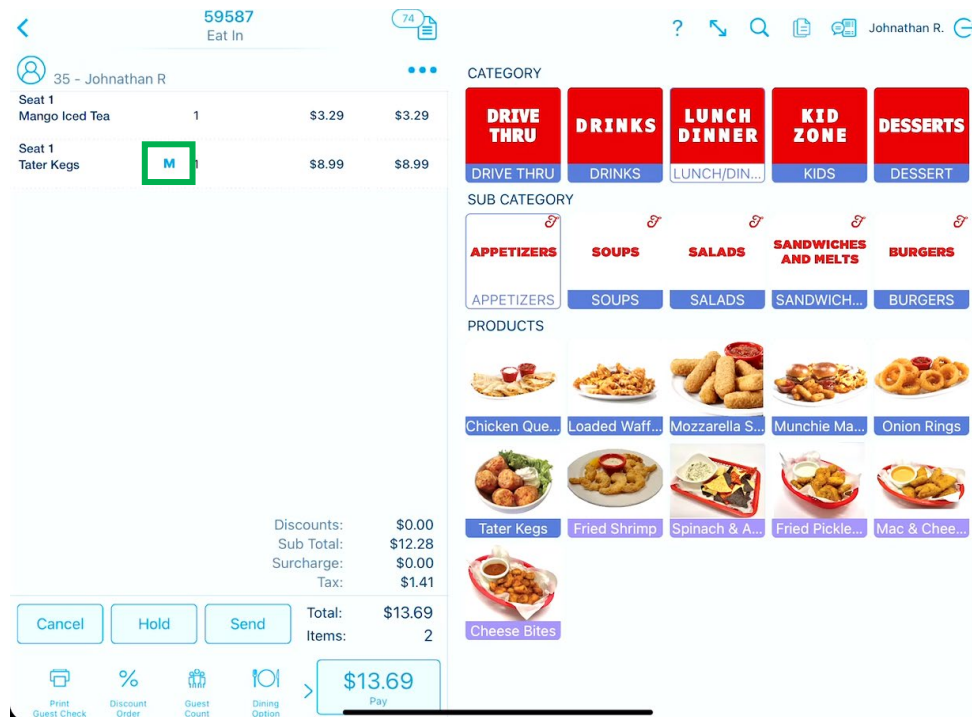 59587
Eat In
74
?
Johnathan R.
35 - Johnathan R
Seat 1
Mango Iced Tea 1 $3.29 $3.29
Seat 1
Tater Kegs M 1 $8.99 $8.99
Discounts: $0.00
Sub Total: $12.28
Surcharge: $0.00
Tax: $1.41
Cancel
Hold
Send
Total: $13.69
Items: 2
Print
Guest Check
%
Discount
Order
Guest
Count
Dining
Option
$13.69
Pay
CATEGORY
DRIVE
THRU
DRIVE THRU
DRINKS
DRINKS
LUNCH
DINNER
LUNCH/DIN...
KID
ZONE
KIDS
DESSERTS
DESSERT
SUB CATEGORY
APPETIZERS
APPETIZERS
SOUPS
SOUPS
SALADS
SALADS
SANDWICHES
AND MELTS
SANDWICH...
BURGERS
BURGERS
PRODUCTS
Chicken Que...
Loaded Waff...
Mozzarella S...
Munchie Ma...
Onion Rings
Tater Kegs
Fried Shrimp
Spinach & A...
Fried Pickle...
Mac & Chee...
Cheese Bites